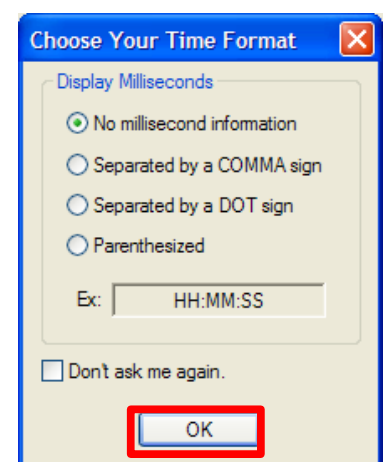 Choose Your Time Format
Display Milliseconds
No millisecond information
Separated by a COMMA sign
Separated by a DOT sign
Parenthesized
Ex: HH:MM:SS
Don't ask me again.
OK